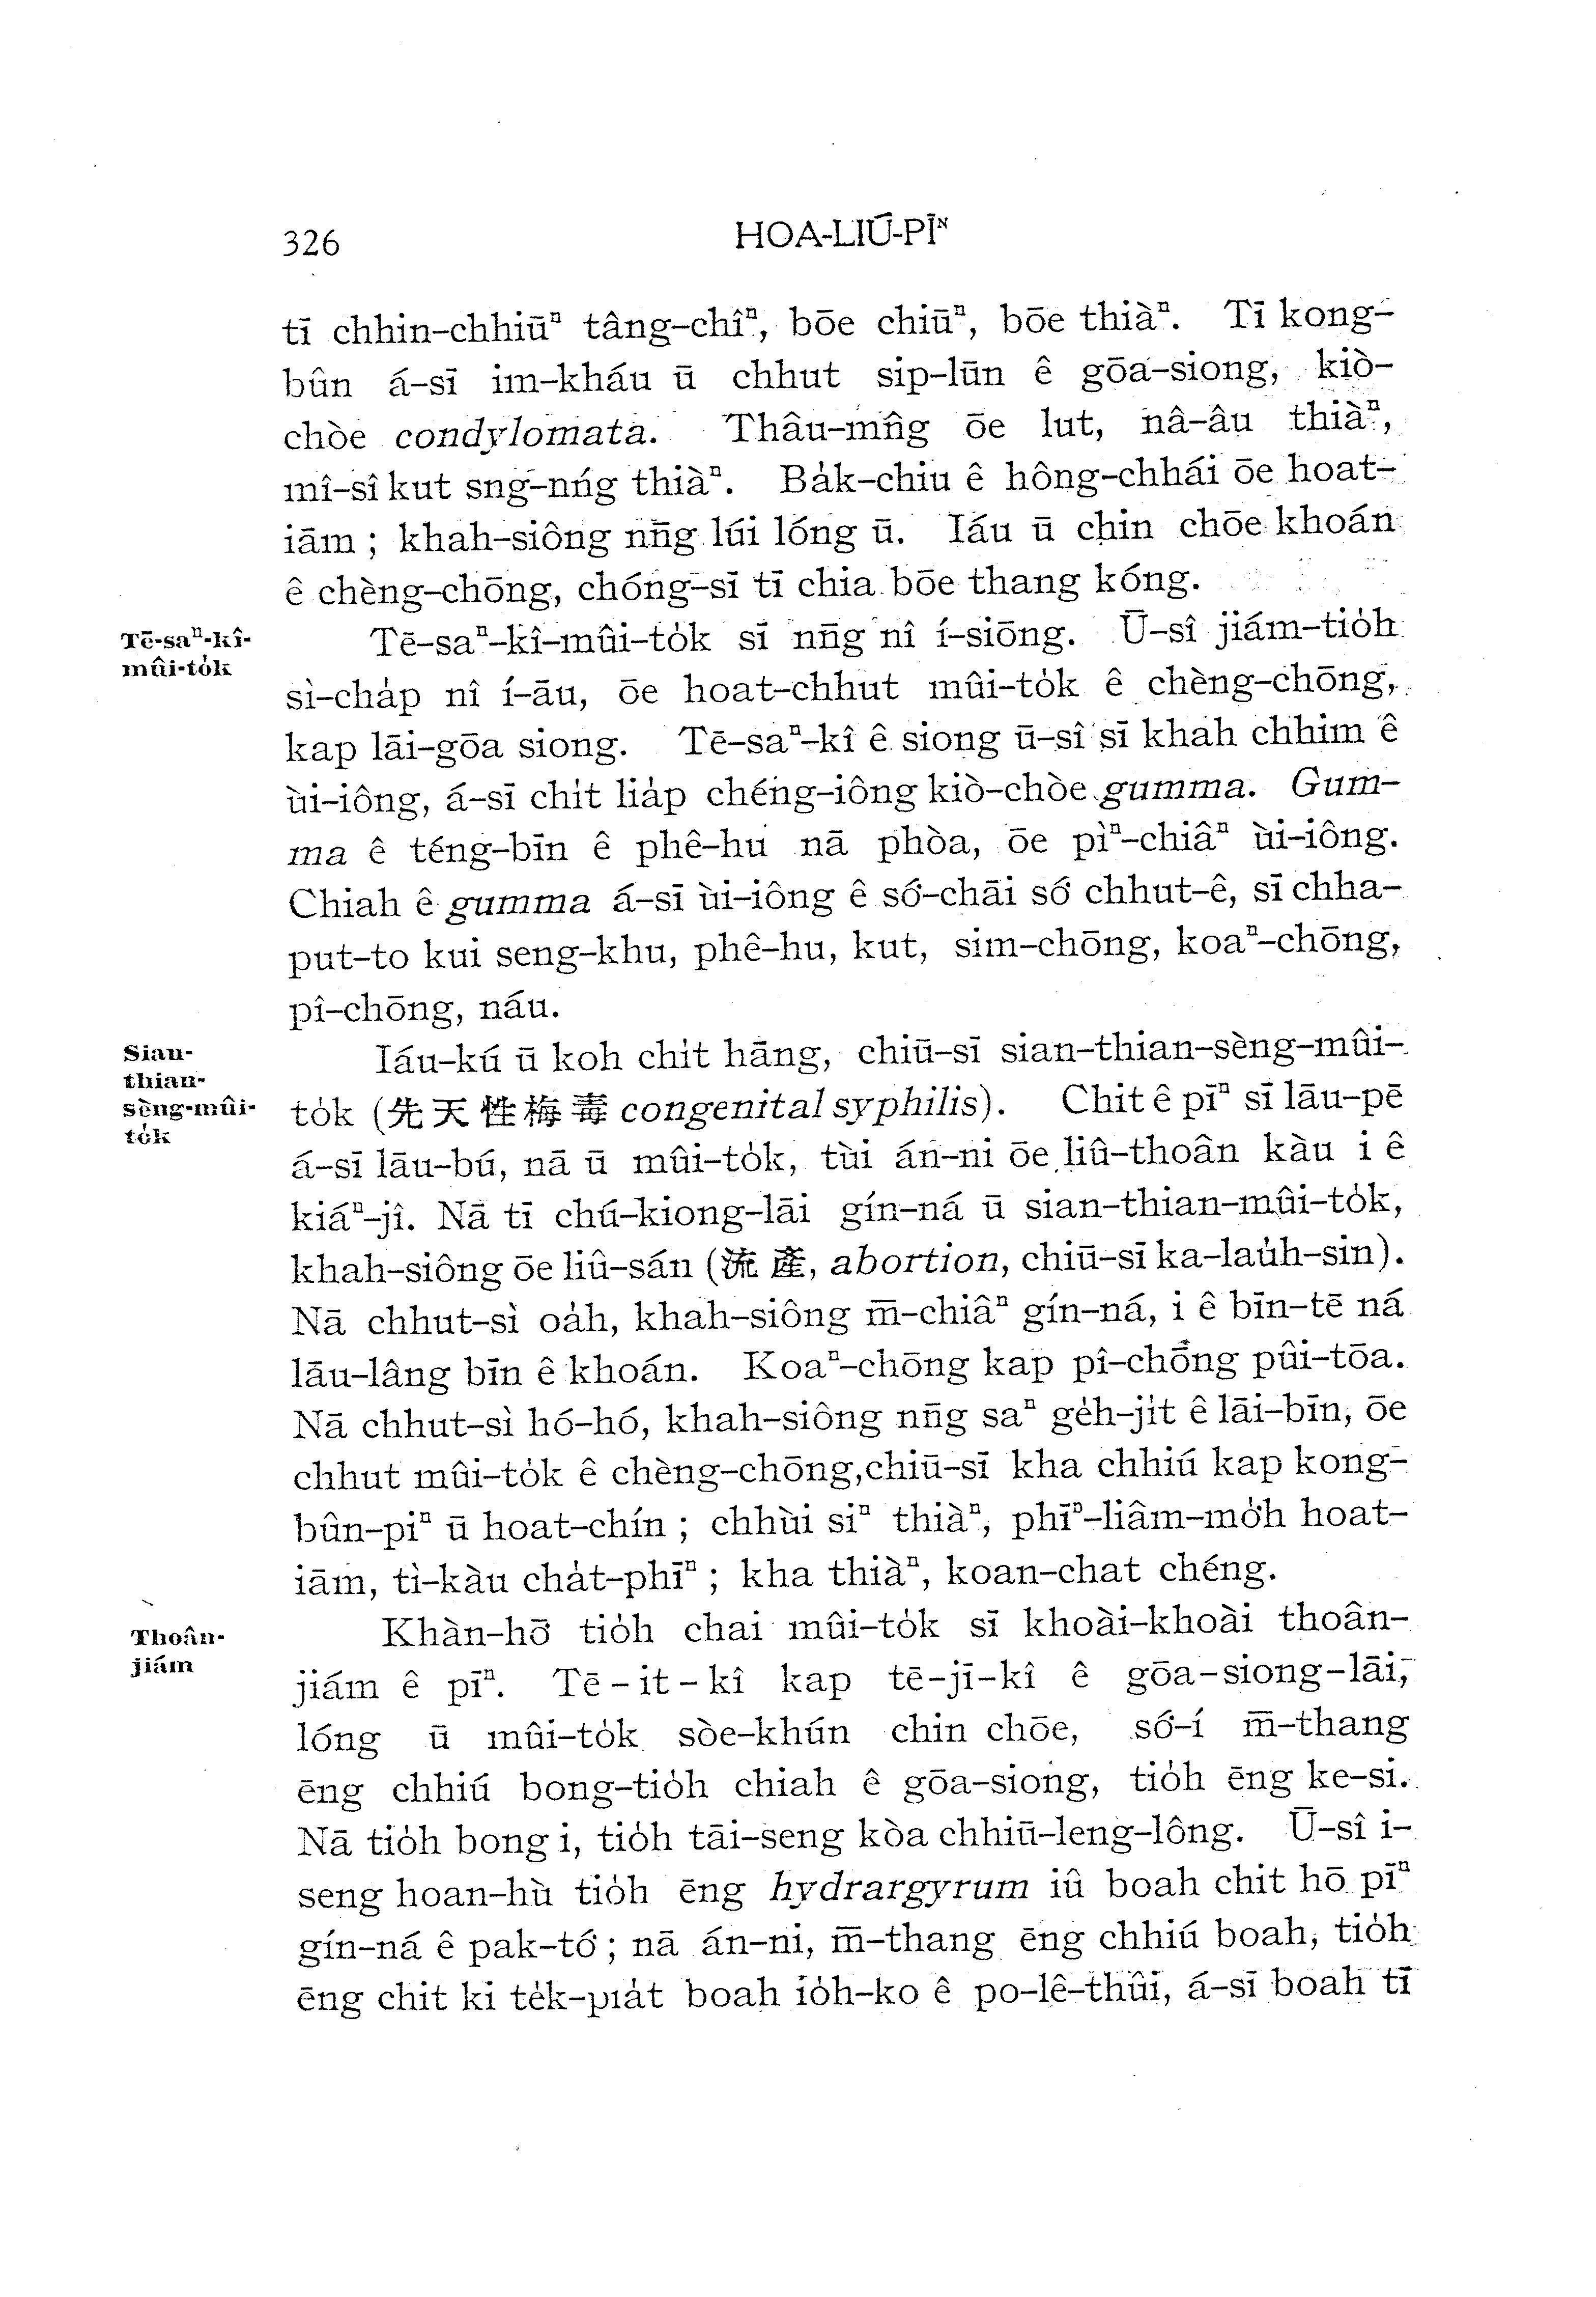 326
HOA-LIŪ-PĪᴺ
tī chhin-chhiūⁿ tâng-chîⁿ, bōe chiūⁿ, bōe thiàⁿ. Tī kong-
bûn á-sī im-kháu ū chhut sip-lūn ê gōa-siong, kiò-
chòe condylomata. Thâu-mn̂g ōe lut, nâ-âu thiàⁿ,
mî-sî kut sng-nńg thiàⁿ. Ba̍k-chiu ê hông-chhái ōe hoat-
iām; khah-siông nn̄g lúi lóng ū. Iáu ū chin chōe khoán
ê chèng-chōng, chóng-sī tī chia bōe thang kóng.
Tē-saⁿ-kî-
mûi-to̍k
Tē-saⁿ-kî-mûi-to̍k sī nn̄g nî í-siōng. Ū-sî jiám-tio̍h
sì-cha̍p nî í-āu, ōe hoat-chhut mûi-to̍k ê chèng-chōng,
kap lāi-gōa siong. Tē-saⁿ-kî ê siong ū-sî sī khah chhim ê
ùi-iông, á-sī chi̍t lia̍p chéng-iông kiò-chòe gumma. Gum-
ma ê téng-bīn ê phê-hu nā phòa, ōe pìⁿ-chiâⁿ ùi-iông.
Chiah ê gumma á-sī ùi-iông ê só͘-chāi só͘ chhut-ê, sī chha-
put-to kui seng-khu, phê-hu, kut, sim-chōng, koaⁿ-chōng,
pî-chōng, náu.
Sian-
thian-
sèng-mûi-
to̍k
Iáu-kú ū koh chi̍t hāng, chiū-sī sian-thian-sèng-mûi-
to̍k (先天性梅毒 congenital syphilis). Chit ê pīⁿ sī lāu-pē
á-sī lāu-bú, nā ū mûi-to̍k, tùi án-ni ōe liû-thoân kàu i ê
kiáⁿ-jî. Nā tī chú-kiong-lāi gín-ná ū sian-thian-mûi-to̍k,
khah-siông ōe liû-sán (流產, abortion, chiū-sī ka-la̍uh-sin).
Nā chhut-sì oa̍h, khah-siông m̄-chiâⁿ gín-ná, i ê bīn-tē ná
lāu-lâng bīn ê khoán. Koaⁿ-chōng kap pî-chōng pûi-tōa.
Nā chhut-sì hó-hó, khah-siông nn̄g saⁿ ge̍h-ji̍t ê lāi-bīn, ōe
chhut mûi-to̍k ê chèng-chōng, chiū-sī kha chhiú kap kong-
bûn-piⁿ ū hoat-chín; chhùi siⁿ thiàⁿ, phīⁿ-liâm-mo̍͘h hoat-
iām, tì-kàu cha̍t-phīⁿ; kha thiàⁿ, koan-chat chéng.
Thoân-
jiám
Khàn-hō͘ tio̍h chai mûi-to̍k sī khoài-khoài thoân-
jiám ê pīⁿ. Tē-it-kî kap tē-jī-kî ê gōa-siong-lāi,
lóng ū mûi-to̍k sòe-khún chin chōe, só͘-í m̄-thang
ēng chhiú bong-tio̍h chiah ê gōa-siong, tio̍h ēng ke-si.
Nā tio̍h bong i, tio̍h tāi-seng kòa chhiū-leng-lông. Ū-sî i-
seng hoan-hù tio̍h ēng hydrargyrum iû boah chit hō pīⁿ
gín-ná ê pak-tó͘; nā án-ni, m̄-thang ēng chhiú boah, tio̍h
ēng chit ki te̍k-pia̍t boah io̍h-ko ê po-lê-thûi, á-sī boah tī